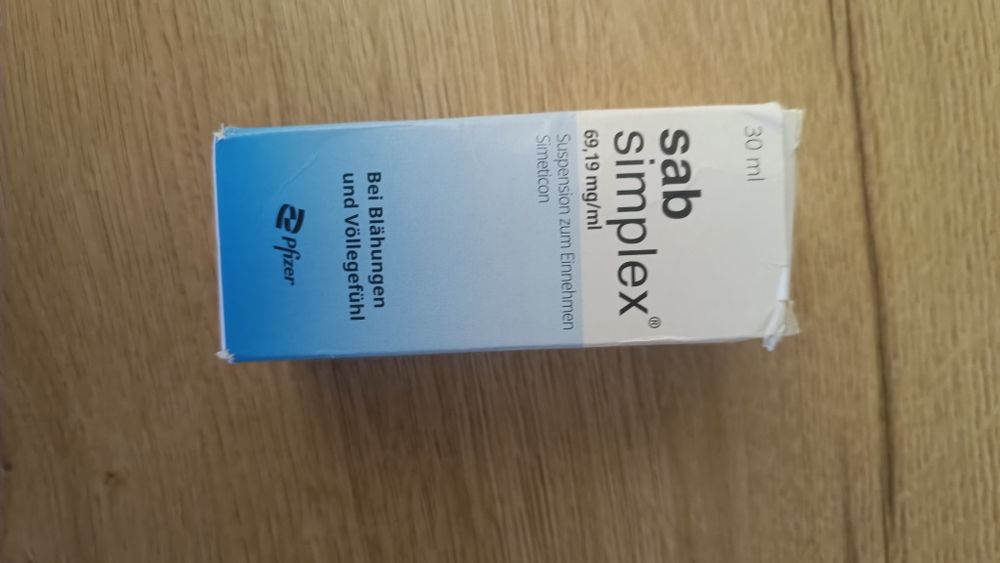 30 ml
sab
simplex®
69,19 mg/ml
Suspension zum Einnehmen
Simeticon
Bei Blähungen
und Völlegefühl
Pfizer